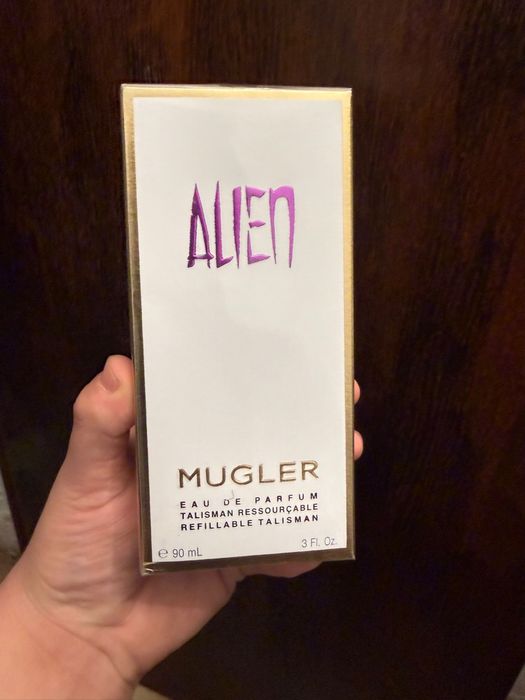 ALIEN
MUGLER
EAU DE PARFUM
TALISMAN RESSOURÇABLE
REFILLABLE TALISMAN
℮ 90 mL 3 Fl. Oz.